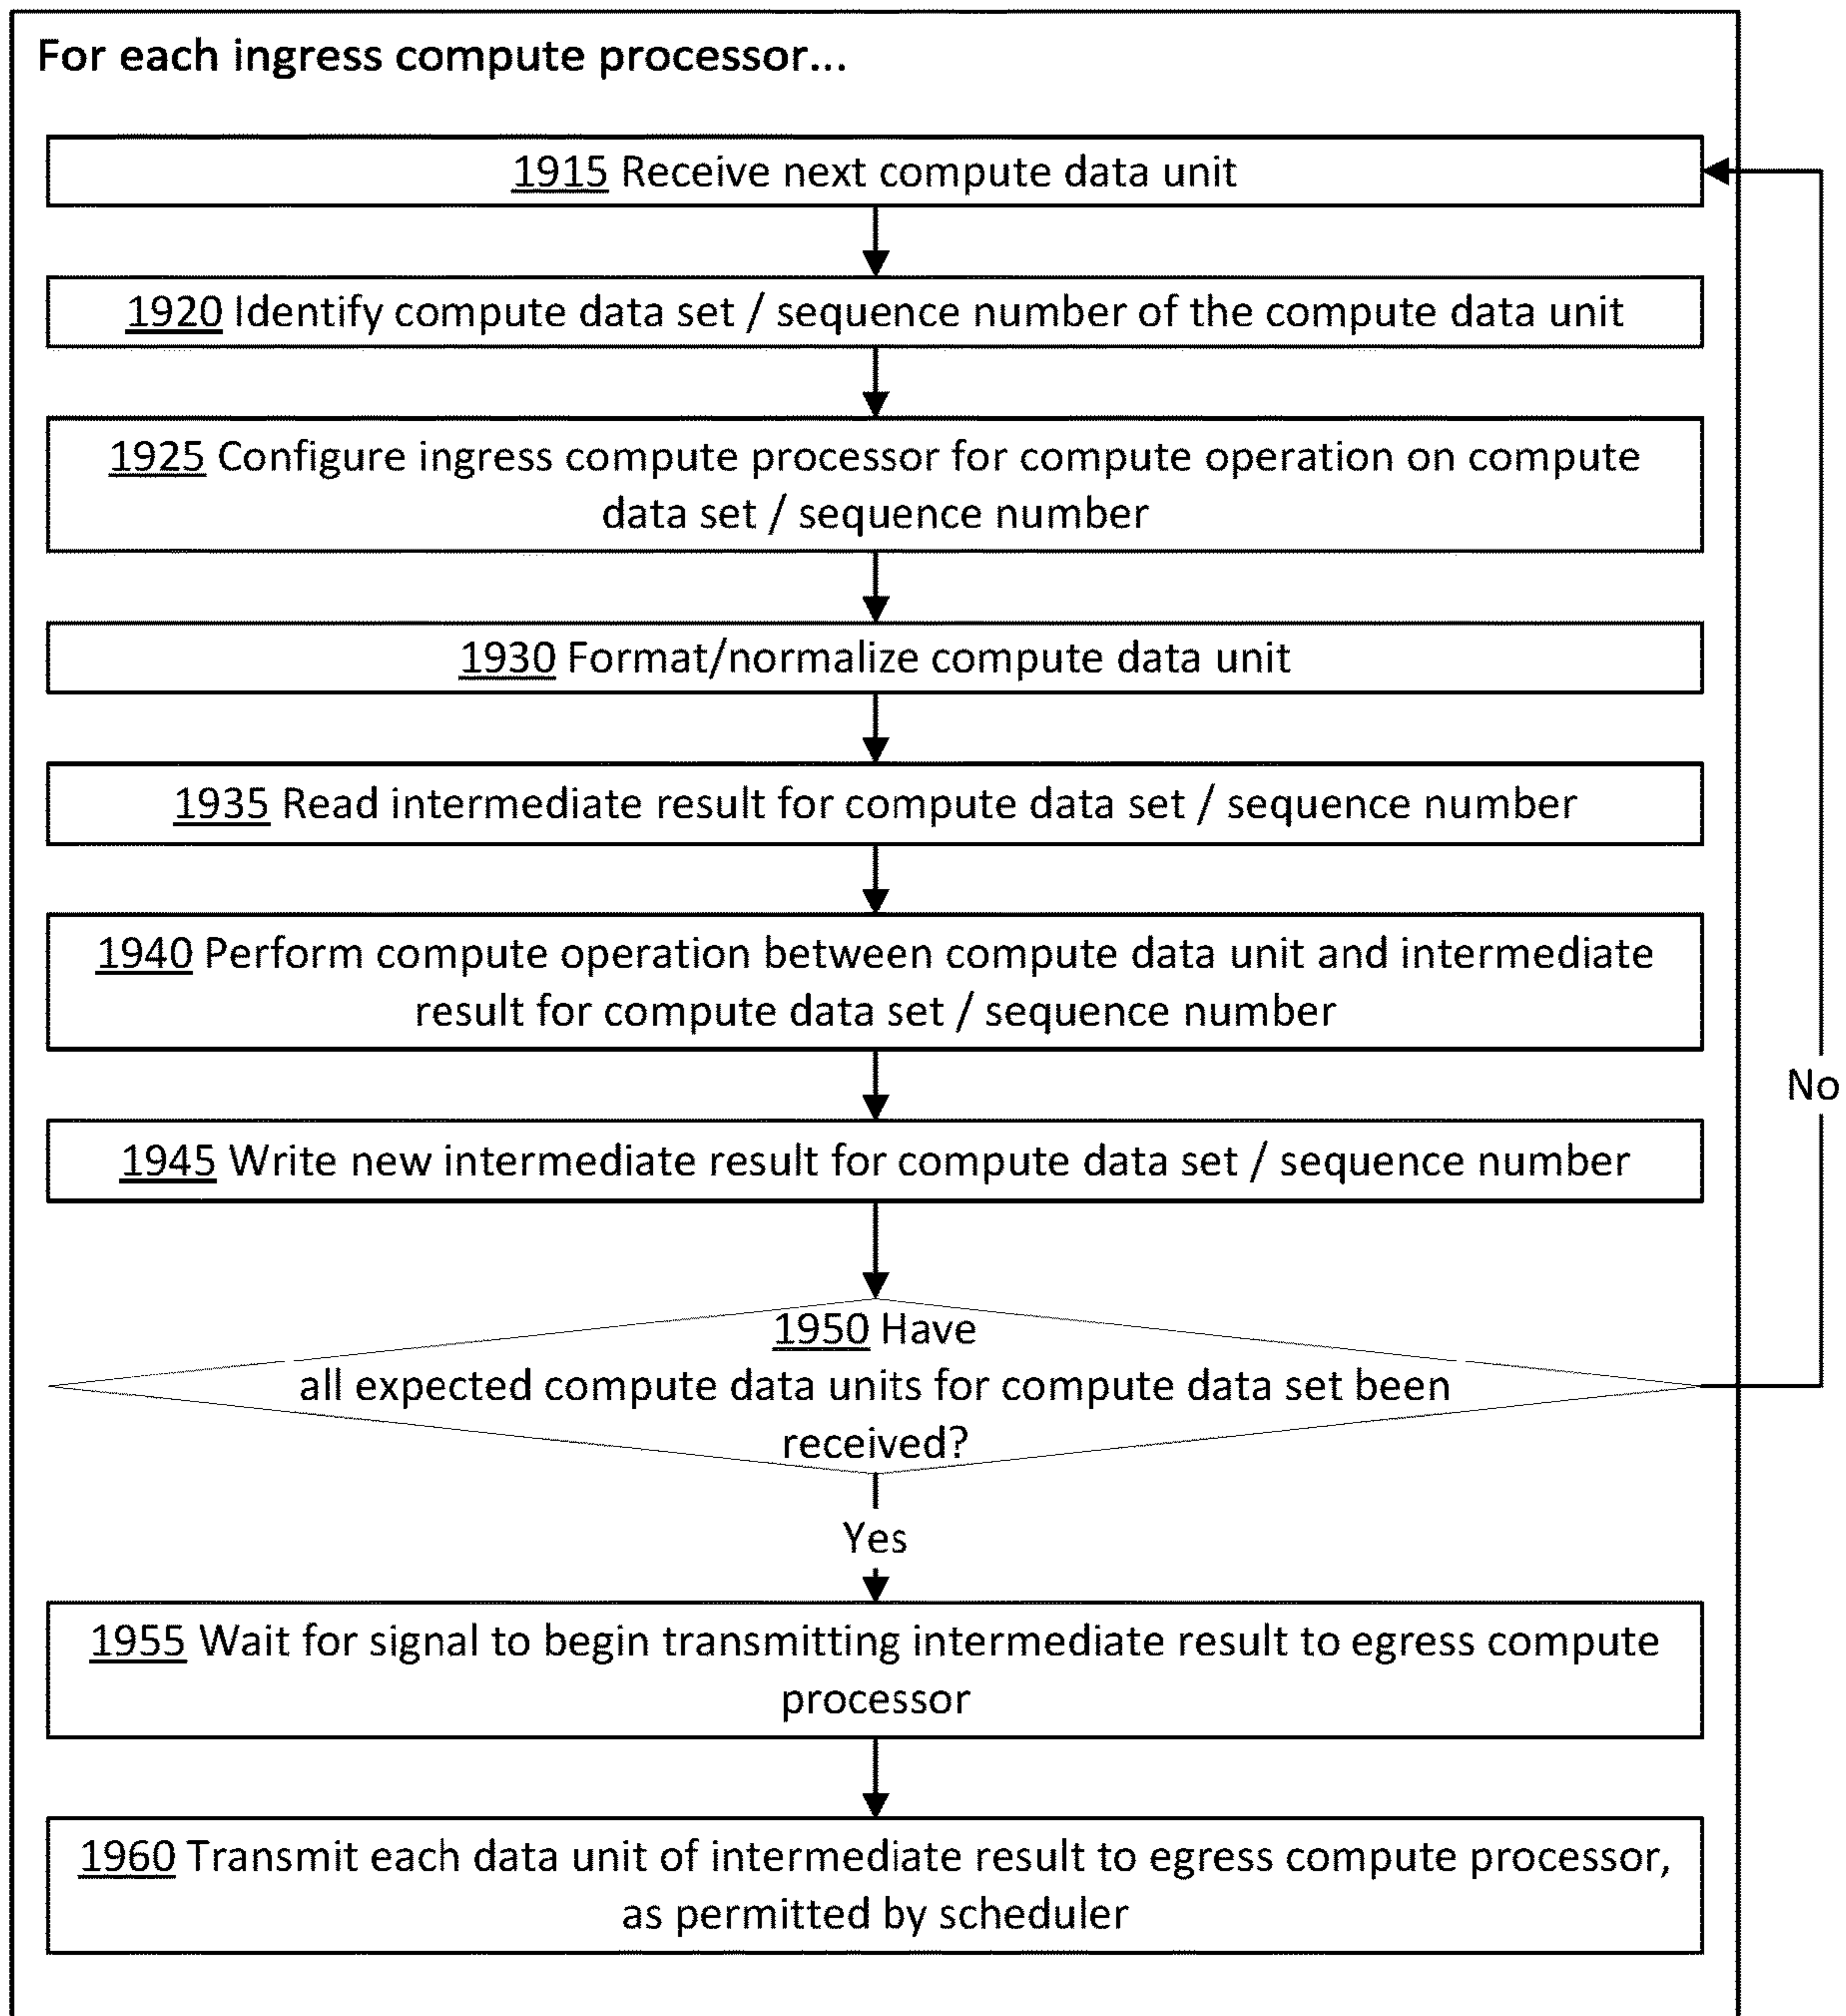 For each ingress compute processor...
1915 Receive next compute data unit
1920 Identify compute data set / sequence number of the compute data unit
1925 Configure ingress compute processor for compute operation on compute
data set / sequence number
1930 Format/normalize compute data unit
1935 Read intermediate result for compute data set / sequence number
1940 Perform compute operation between compute data unit and intermediate
result for compute data set / sequence number
No
1945 Write new intermediate result for compute data set / sequence number
1950 Have
all expected compute data units for compute data set been
received?
Yes
1955 Wait for signal to begin transmitting intermediate result to egress compute
processor
1960 Transmit each data unit of intermediate result to egress compute processor,
as permitted by scheduler